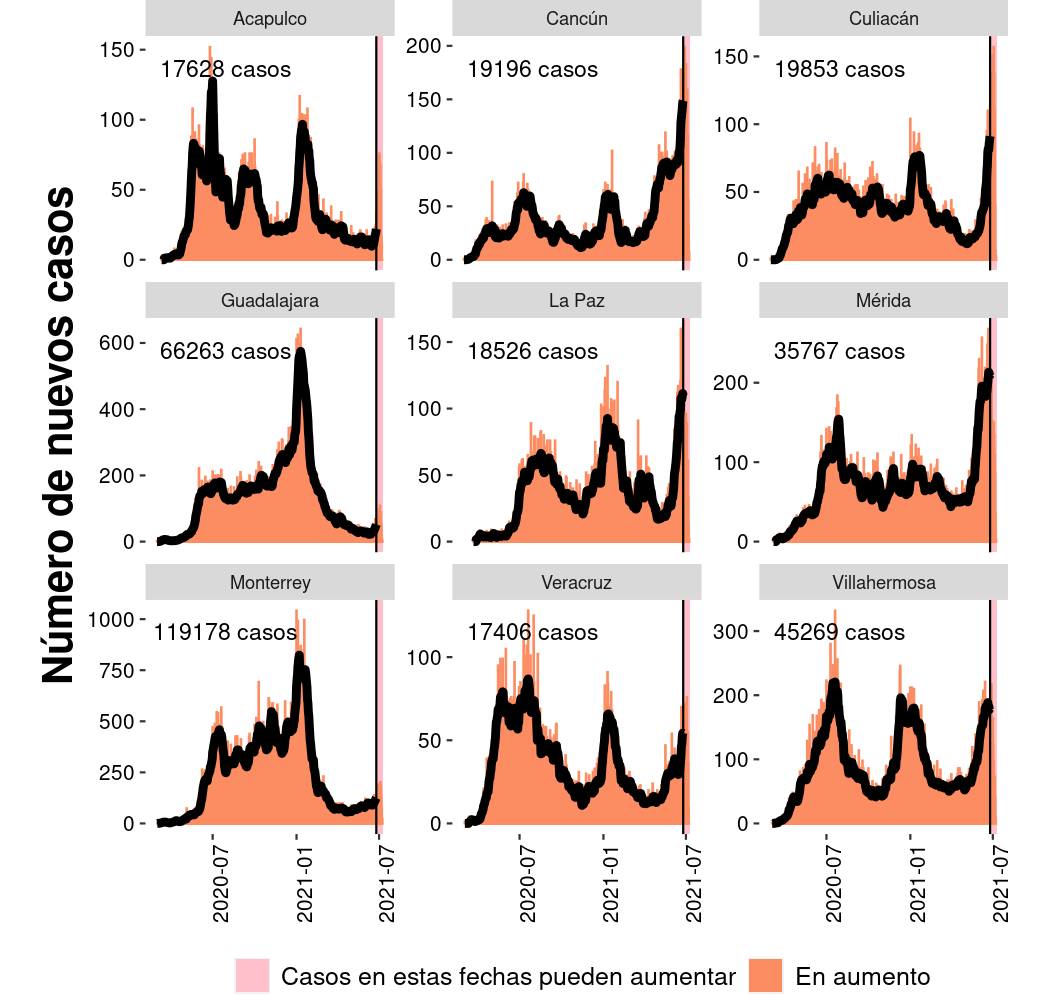 Número de nuevos casos
Acapulco
Cancún
Culiacán
150
100
50
0
17628 casos
200
150
100
50
0
19196 casos
150
100
50
0
19853 casos
Guadalajara
La Paz
Mérida
600
400
200
0
66263 casos
150
100
50
0
18526 casos
200
100
0
35767 casos
Monterrey
Veracruz
Villahermosa
1000
750
500
250
0
119178 casos
100
50
0
17406 casos
300
200
100
0
45269 casos
2020-07
2021-01
2021-07
2020-07
2021-01
2021-07
2020-07
2021-01
2021-07
Casos en estas fechas pueden aumentar
En aumento